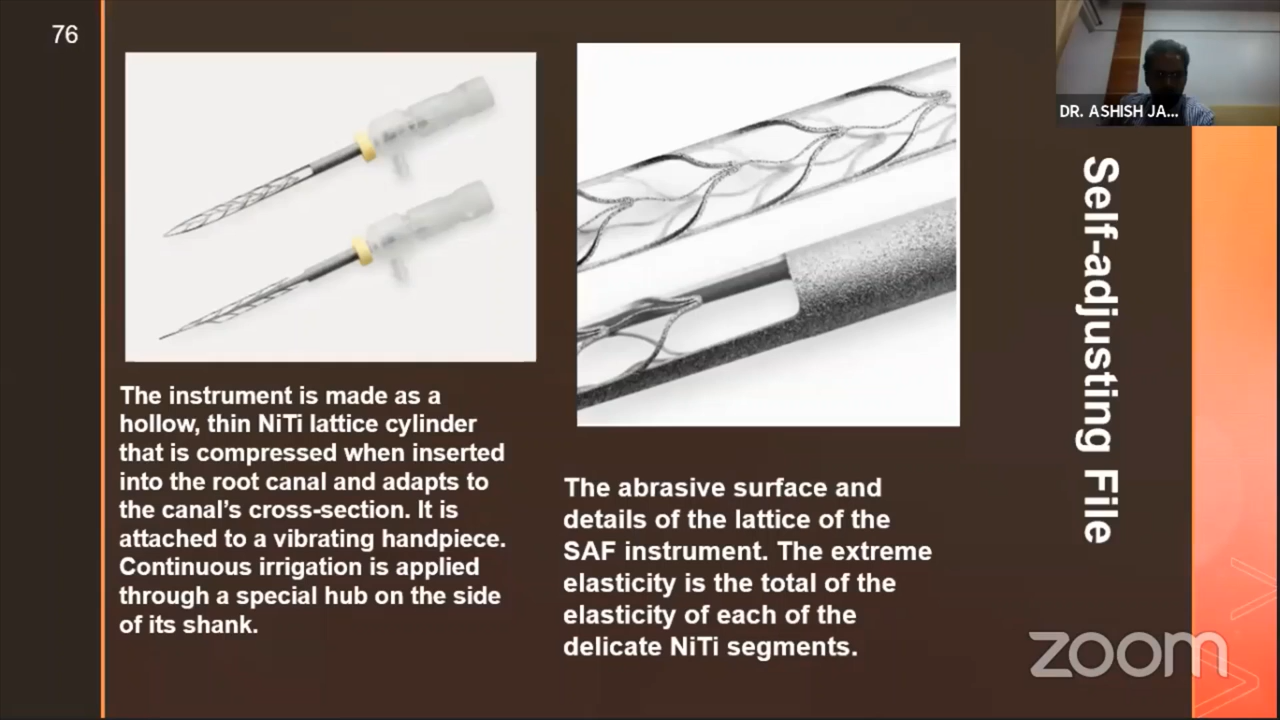 76
DR. ASHISH JA...
Self-adjusting File
The instrument is made as a
hollow, thin NiTi lattice cylinder
that is compressed when inserted
into the root canal and adapts to
the canal’s cross-section. It is
attached to a vibrating handpiece.
Continuous irrigation is applied
through a special hub on the side
of its shank.
The abrasive surface and
details of the lattice of the
SAF instrument. The extreme
elasticity is the total of the
elasticity of each of the
delicate NiTi segments.
zoom